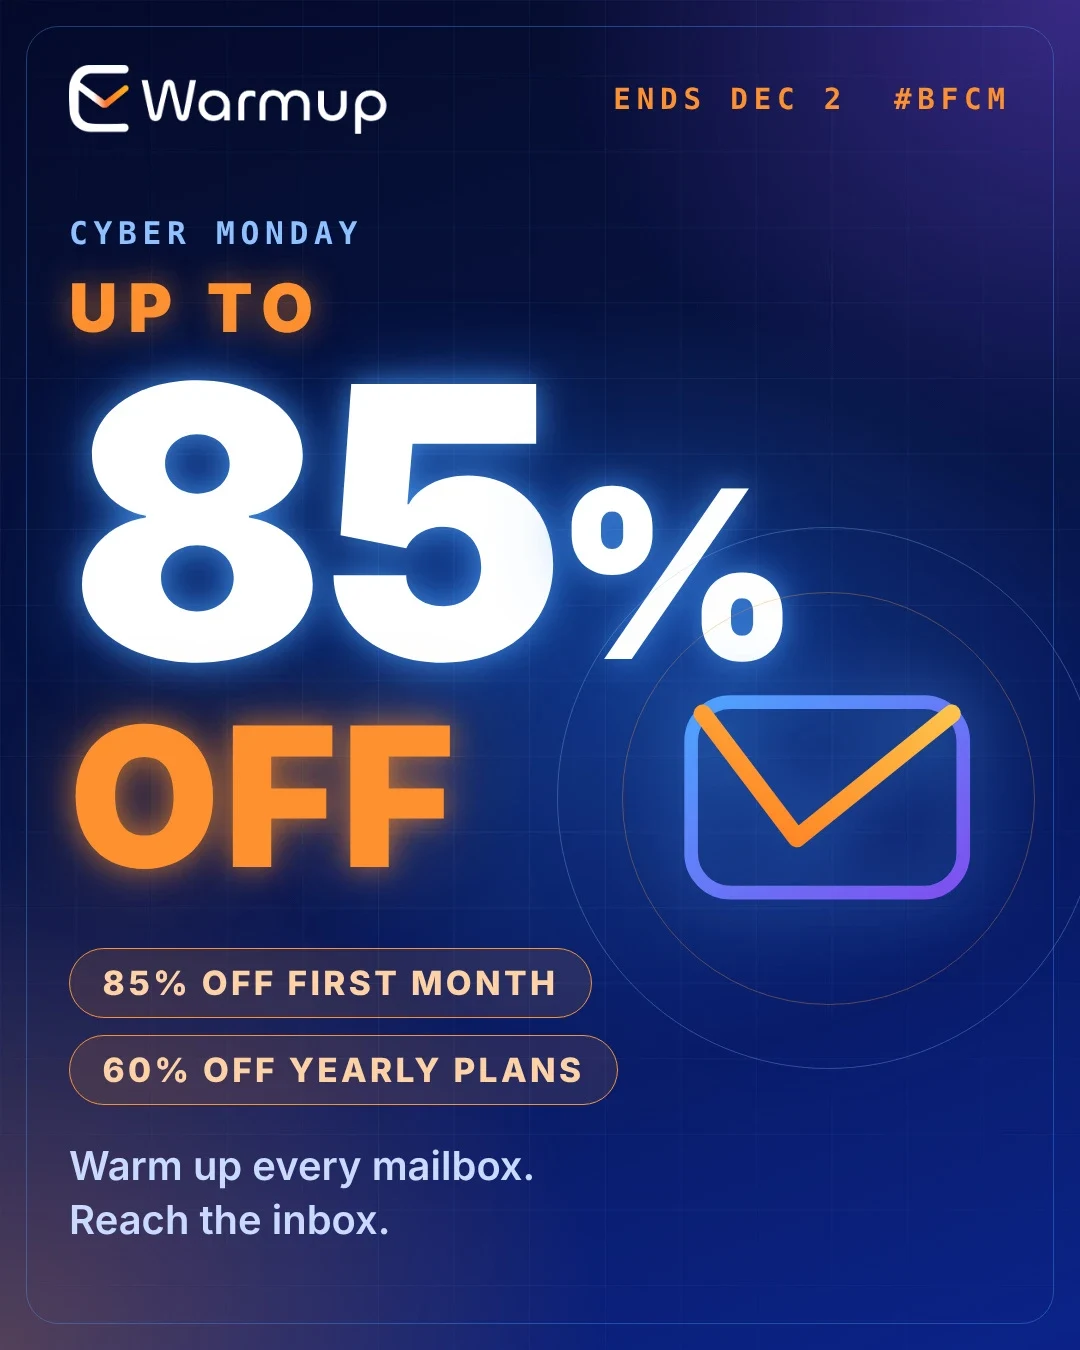 Warmup
ENDS DEC 2 #BFCM
CYBER MONDAY
UP TO
85%
OFF
85% OFF FIRST MONTH
60% OFF YEARLY PLANS
Warm up every mailbox.
Reach the inbox.